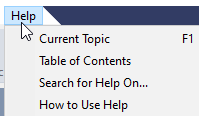 Help
Current Topic F1
Table of Contents
Search for Help On...
How to Use Help